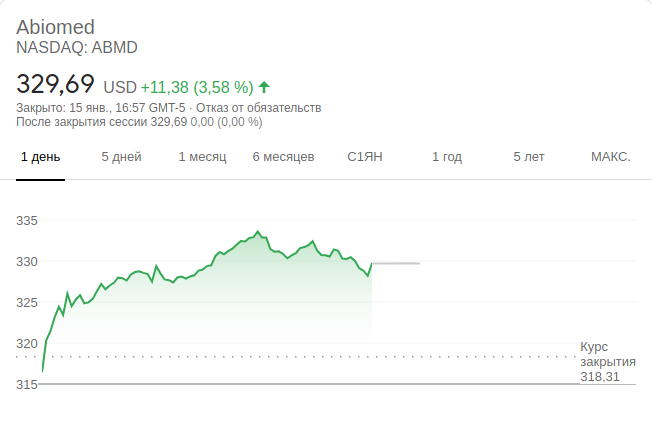 Abiomed
NASDAQ: ABMD
329,69 USD +11,38 (3,58 %)
Закрыто: 15 янв., 16:57 GMT-5 · Отказ от обязательств
После закрытия сессии 329,69 0,00 (0,00 %)
1 день 5 дней 1 месяц 6 месяцев С1ЯН 1 год 5 лет МАКС.
335
330
325
320
Курс
закрытия
318,31
315